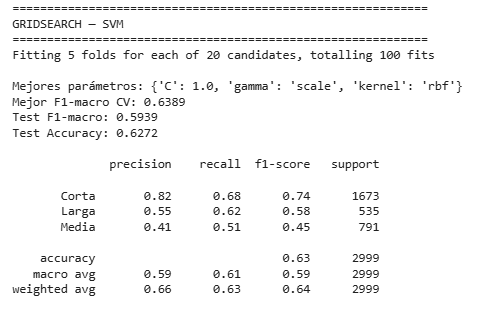 ============================================================
GRIDSEARCH — SVM
============================================================
Fitting 5 folds for each of 20 candidates, totalling 100 fits
Mejores parámetros: {'C': 1.0, 'gamma': 'scale', 'kernel': 'rbf'}
Mejor F1-macro CV: 0.6389
Test F1-macro: 0.5939
Test Accuracy: 0.6272
precision recall f1-score support
Corta 0.82 0.68 0.74 1673
Larga 0.55 0.62 0.58 535
Media 0.41 0.51 0.45 791
accuracy 0.63 2999
macro avg 0.59 0.61 0.59 2999
weighted avg 0.66 0.63 0.64 2999